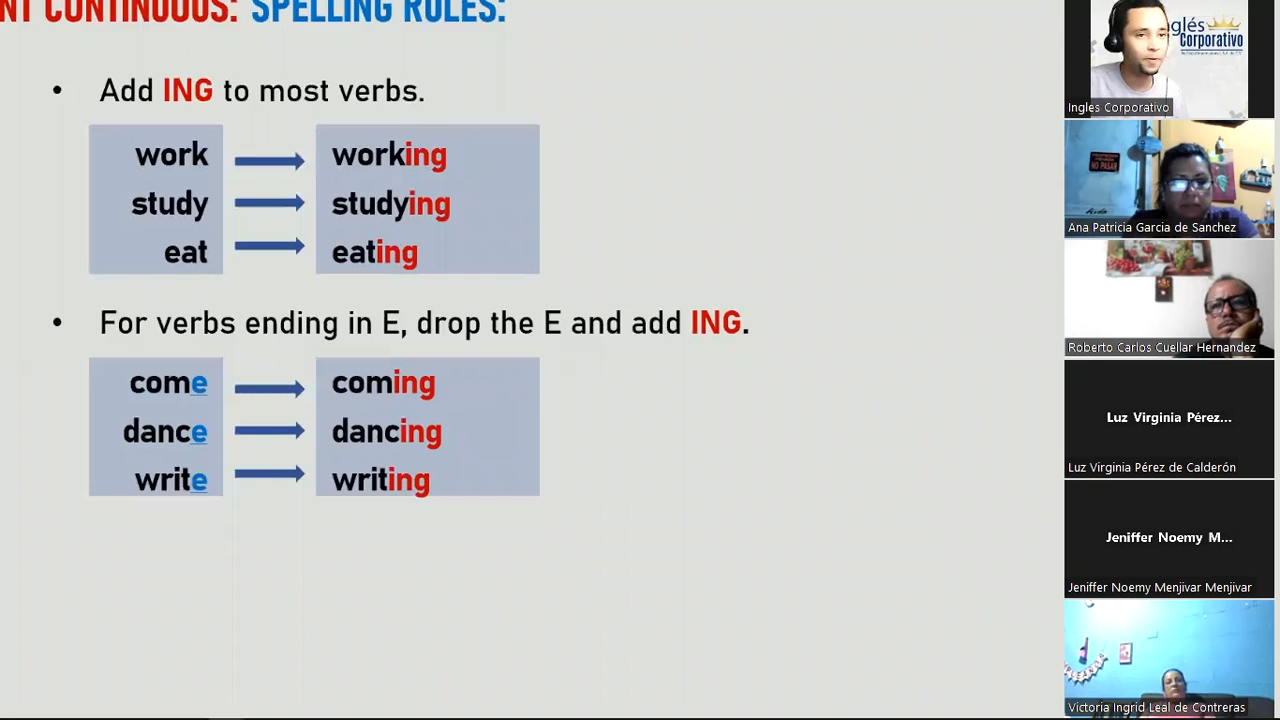 NT CONTINUOUS: SPELLING RULES:
• Add ING to most verbs.
work working
study studying
eat eating
• For verbs ending in E, drop the E and add ING.
come coming
dance dancing
write writing
glés
Corporativo
Ingles Corporativo
NO PASAR
Ana Patricia Garcia de Sanchez
Roberto Carlos Cuellar Hernandez
Luz Virginia Pérez...
Luz Virginia Pérez de Calderón
Jeniffer Noemy M...
Jeniffer Noemy Menjivar Menjivar
Victoria Ingrid Leal de Contreras